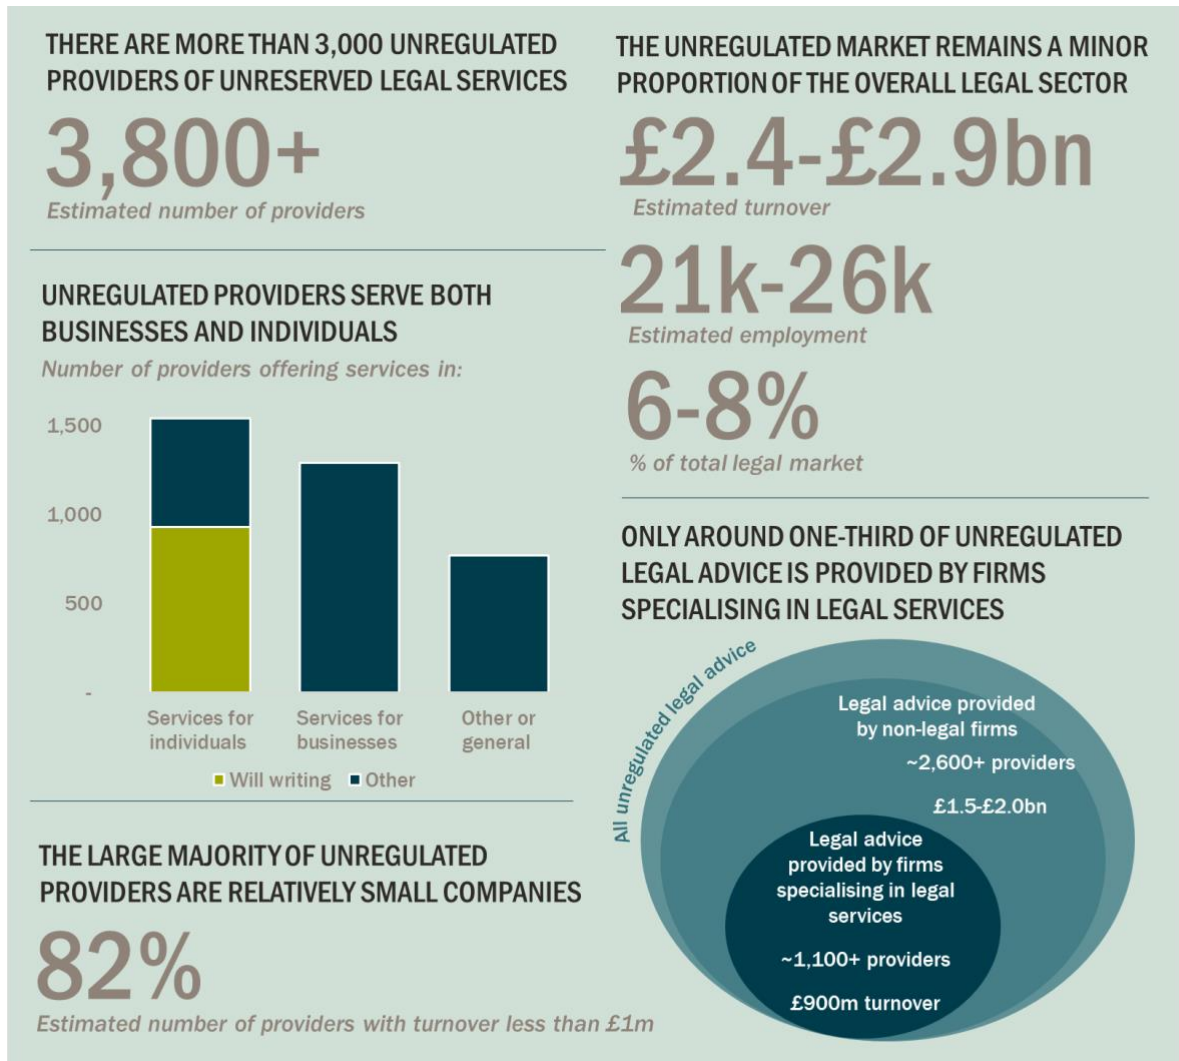 THERE ARE MORE THAN 3,000 UNREGULATED
PROVIDERS OF UNRESERVED LEGAL SERVICES
3,800+
Estimated number of providers
UNREGULATED PROVIDERS SERVE BOTH
BUSINESSES AND INDIVIDUALS
Number of providers offering services in:
1,500
1,000
500
-
Services for
individuals
Services for
businesses
Other or
general
Will writing
Other
THE LARGE MAJORITY OF UNREGULATED
PROVIDERS ARE RELATIVELY SMALL COMPANIES
82%
Estimated number of providers with turnover less than £1m
THE UNREGULATED MARKET REMAINS A MINOR
PROPORTION OF THE OVERALL LEGAL SECTOR
£2.4-£2.9bn
Estimated turnover
21k-26k
Estimated employment
6-8%
% of total legal market
ONLY AROUND ONE-THIRD OF UNREGULATED
LEGAL ADVICE IS PROVIDED BY FIRMS
SPECIALISING IN LEGAL SERVICES
All unregulated legal advice
Legal advice provided
by non-legal firms
~2,600+ providers
£1.5-£2.0bn
Legal advice
provided by firms
specialising in legal
services
~1,100+ providers
£900m turnover